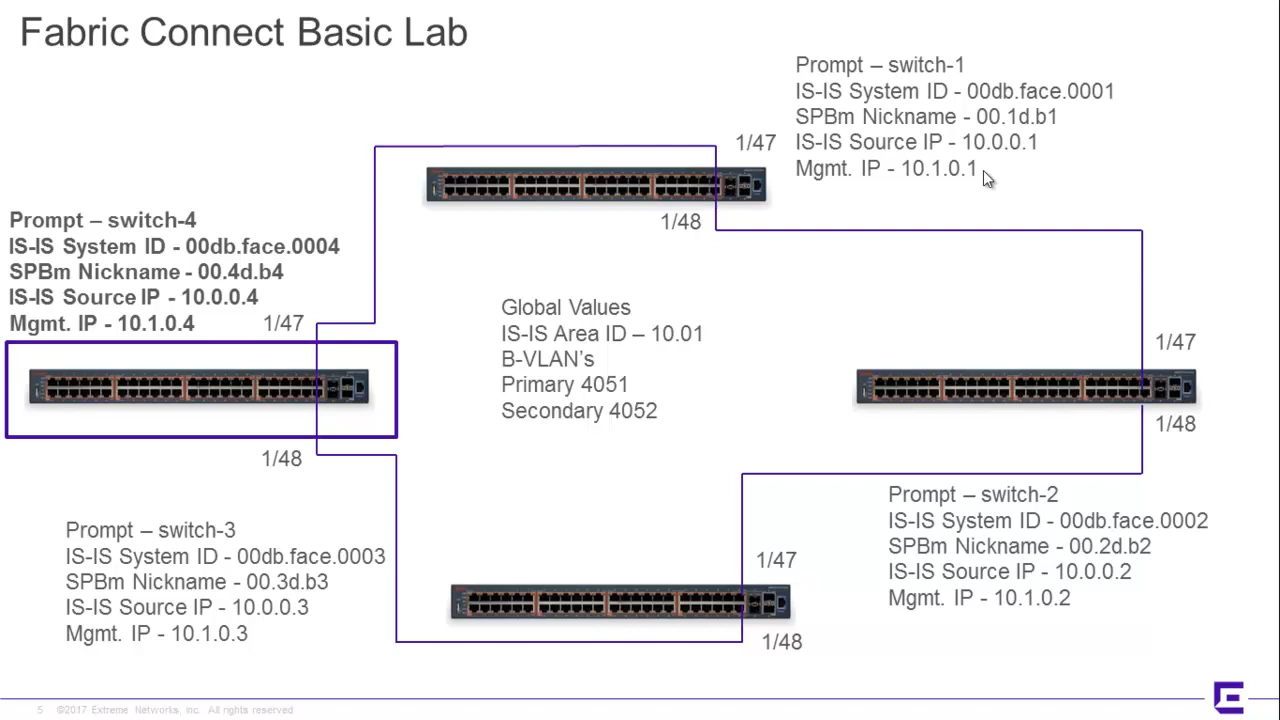 Fabric Connect Basic Lab
Prompt – switch-1
IS-IS System ID - 00db.face.0001
SPBm Nickname - 00.1d.b1
IS-IS Source IP - 10.0.0.1
Mgmt. IP - 10.1.0.1
1/47
1/48
Prompt – switch-4
IS-IS System ID - 00db.face.0004
SPBm Nickname - 00.4d.b4
IS-IS Source IP - 10.0.0.4
Mgmt. IP - 10.1.0.4
1/47
1/48
Global Values
IS-IS Area ID – 10.01
B-VLAN’s
Primary 4051
Secondary 4052
1/47
1/48
Prompt – switch-2
IS-IS System ID - 00db.face.0002
SPBm Nickname - 00.2d.b2
IS-IS Source IP - 10.0.0.2
Mgmt. IP - 10.1.0.2
Prompt – switch-3
IS-IS System ID - 00db.face.0003
SPBm Nickname - 00.3d.b3
IS-IS Source IP - 10.0.0.3
Mgmt. IP - 10.1.0.3
1/47
1/48
5 ©2017 Extreme Networks, Inc. All rights reserved